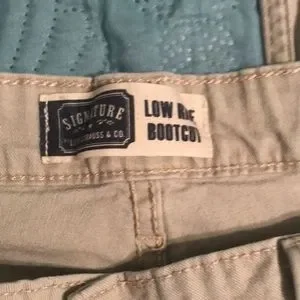 SIGNATURE
STRAUSS & CO.
LOW RISE
BOOTCUT